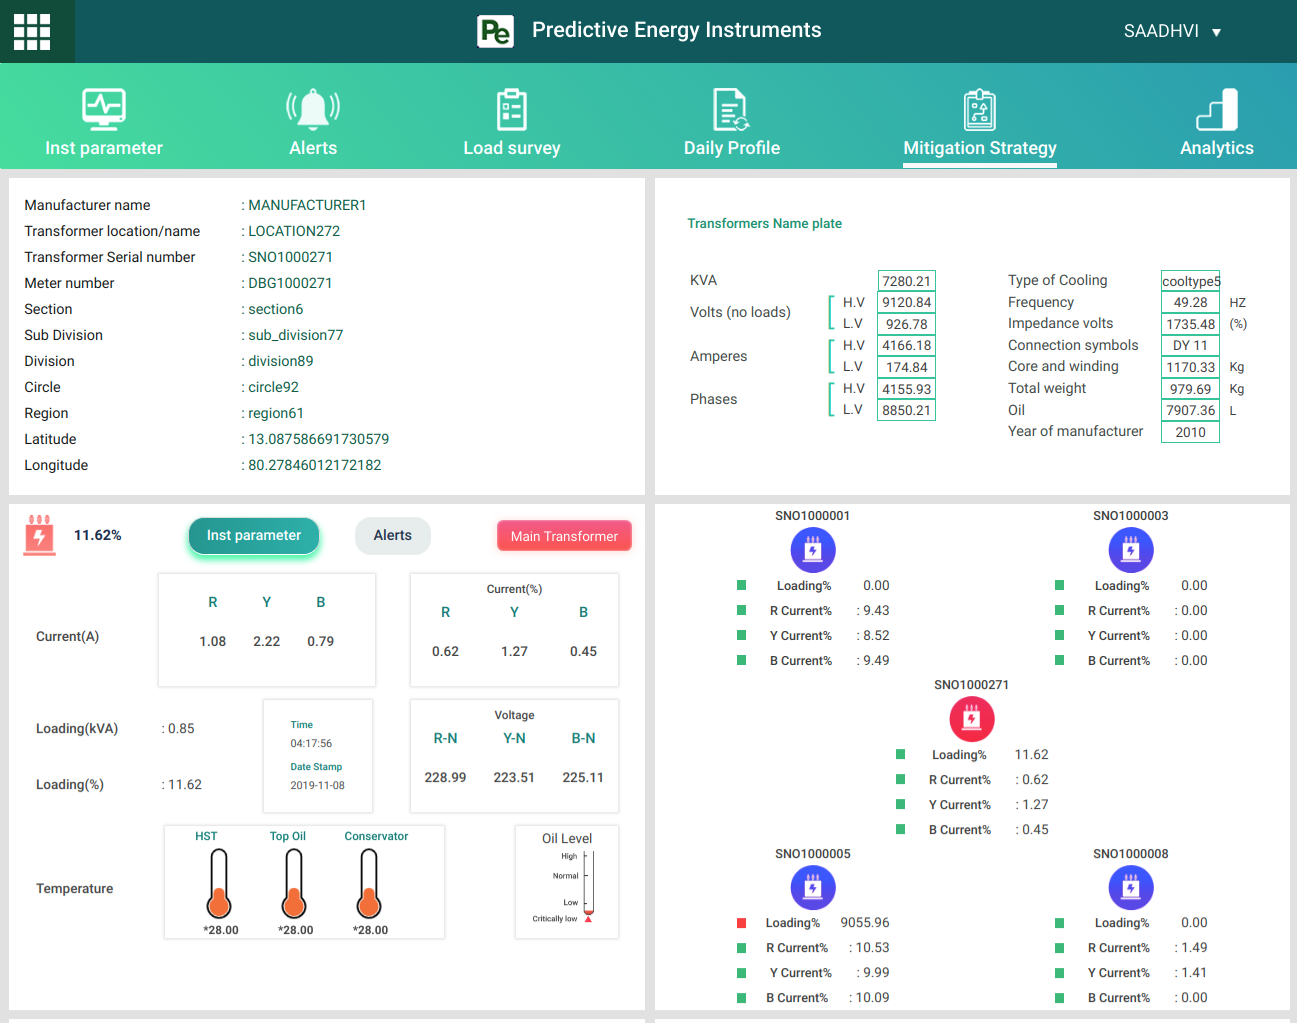 Pe Predictive Energy Instruments SAADHVI ▼
Inst parameter Alerts Load survey Daily Profile Mitigation Strategy Analytics
Manufacturer name : MANUFACTURER1
Transformer location/name : LOCATION272
Transformer Serial number : SNO1000271
Meter number : DBG1000271
Section : section6
Sub Division : sub_division77
Division : division89
Circle : circle92
Region : region61
Latitude : 13.087586691730579
Longitude : 80.27846012172182
Transformers Name plate
KVA 7280.21
Volts (no loads) H.V 9120.84
L.V 926.78
Amperes H.V 4166.18
L.V 174.84
Phases H.V 4155.93
L.V 8850.21
Type of Cooling cooltype5
Frequency 49.28 HZ
Impedance volts 1735.48 (%)
Connection symbols DY 11
Core and winding 1170.33 Kg
Total weight 979.69 Kg
Oil 7907.36 L
Year of manufacturer 2010
11.62% Inst parameter Alerts Main Transformer
Current(A)
R Y B
1.08 2.22 0.79
Current(%)
R Y B
0.62 1.27 0.45
Loading(kVA) : 0.85
Loading(%) : 11.62
Time
04:17:56
Date Stamp
2019-11-08
Voltage
R-N Y-N B-N
228.99 223.51 225.11
Temperature
HST Top Oil Conservator
*28.00 *28.00 *28.00
Oil Level
High
Normal
Low
Critically low
SNO1000001
Loading% 0.00
R Current% : 9.43
Y Current% : 8.52
B Current% : 9.49
SNO1000003
Loading% 0.00
R Current% : 0.00
Y Current% : 0.00
B Current% : 0.00
SNO1000271
Loading% 11.62
R Current% : 0.62
Y Current% : 1.27
B Current% : 0.45
SNO1000005
Loading% 9055.96
R Current% : 10.53
Y Current% : 9.99
B Current% : 10.09
SNO1000008
Loading% 0.00
R Current% : 1.49
Y Current% : 1.41
B Current% : 0.00